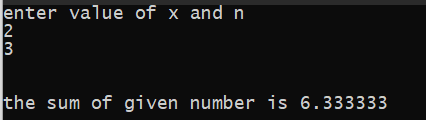 enter value of x and n
2
3
the sum of given number is 6.333333